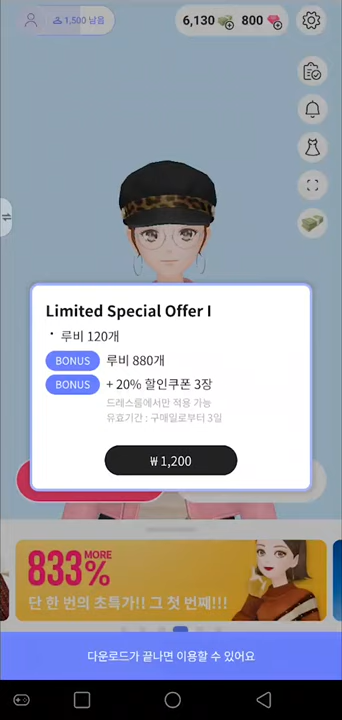 1,500 남음
6,130 800
Limited Special Offer I
· 루비 120개
BONUS 루비 880개
BONUS + 20% 할인쿠폰 3장
드레스룸에서만 적용 가능
유효기간 : 구매일로부터 3일
₩ 1,200
833% MORE
단 한 번의 초특가!! 그 첫 번째!!!
다운로드가 끝나면 이용할 수 있어요